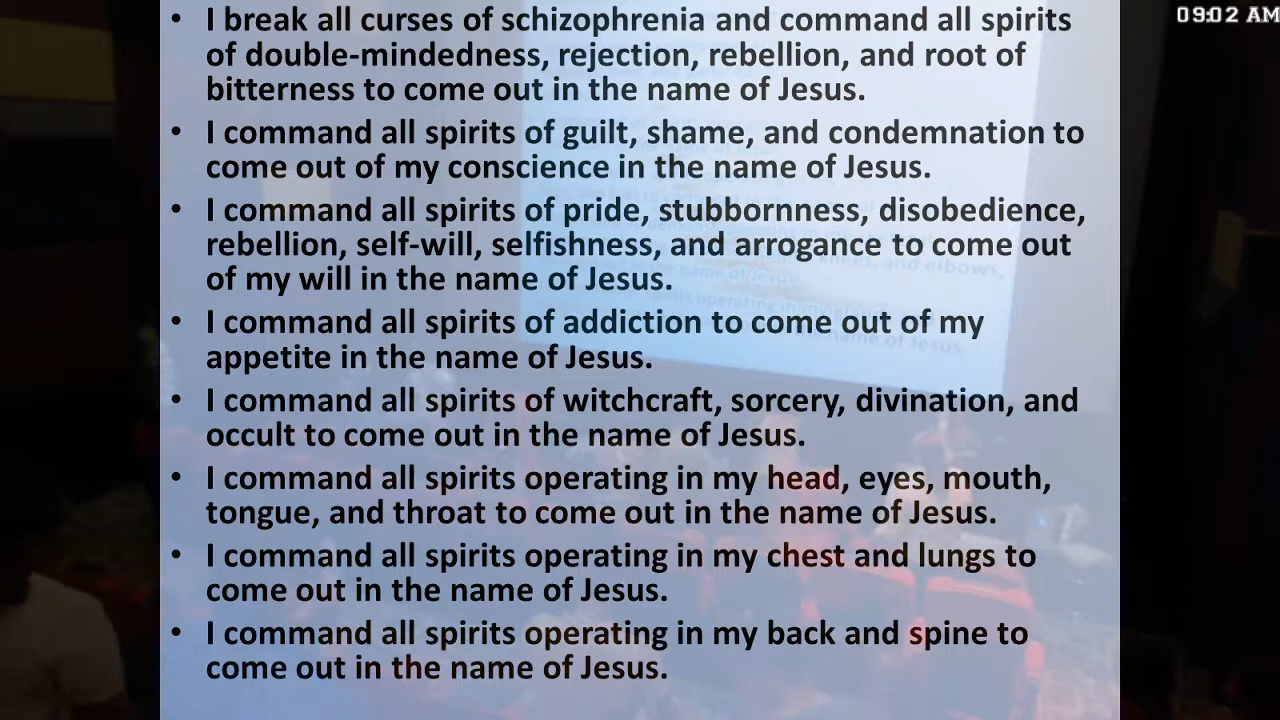 09:02 AM
• I break all curses of schizophrenia and command all spirits
of double-mindedness, rejection, rebellion, and root of
bitterness to come out in the name of Jesus.
• I command all spirits of guilt, shame, and condemnation to
come out of my conscience in the name of Jesus.
• I command all spirits of pride, stubbornness, disobedience,
rebellion, self-will, selfishness, and arrogance to come out
of my will in the name of Jesus.
• I command all spirits of addiction to come out of my
appetite in the name of Jesus.
• I command all spirits of witchcraft, sorcery, divination, and
occult to come out in the name of Jesus.
• I command all spirits operating in my head, eyes, mouth,
tongue, and throat to come out in the name of Jesus.
• I command all spirits operating in my chest and lungs to
come out in the name of Jesus.
• I command all spirits operating in my back and spine to
come out in the name of Jesus.